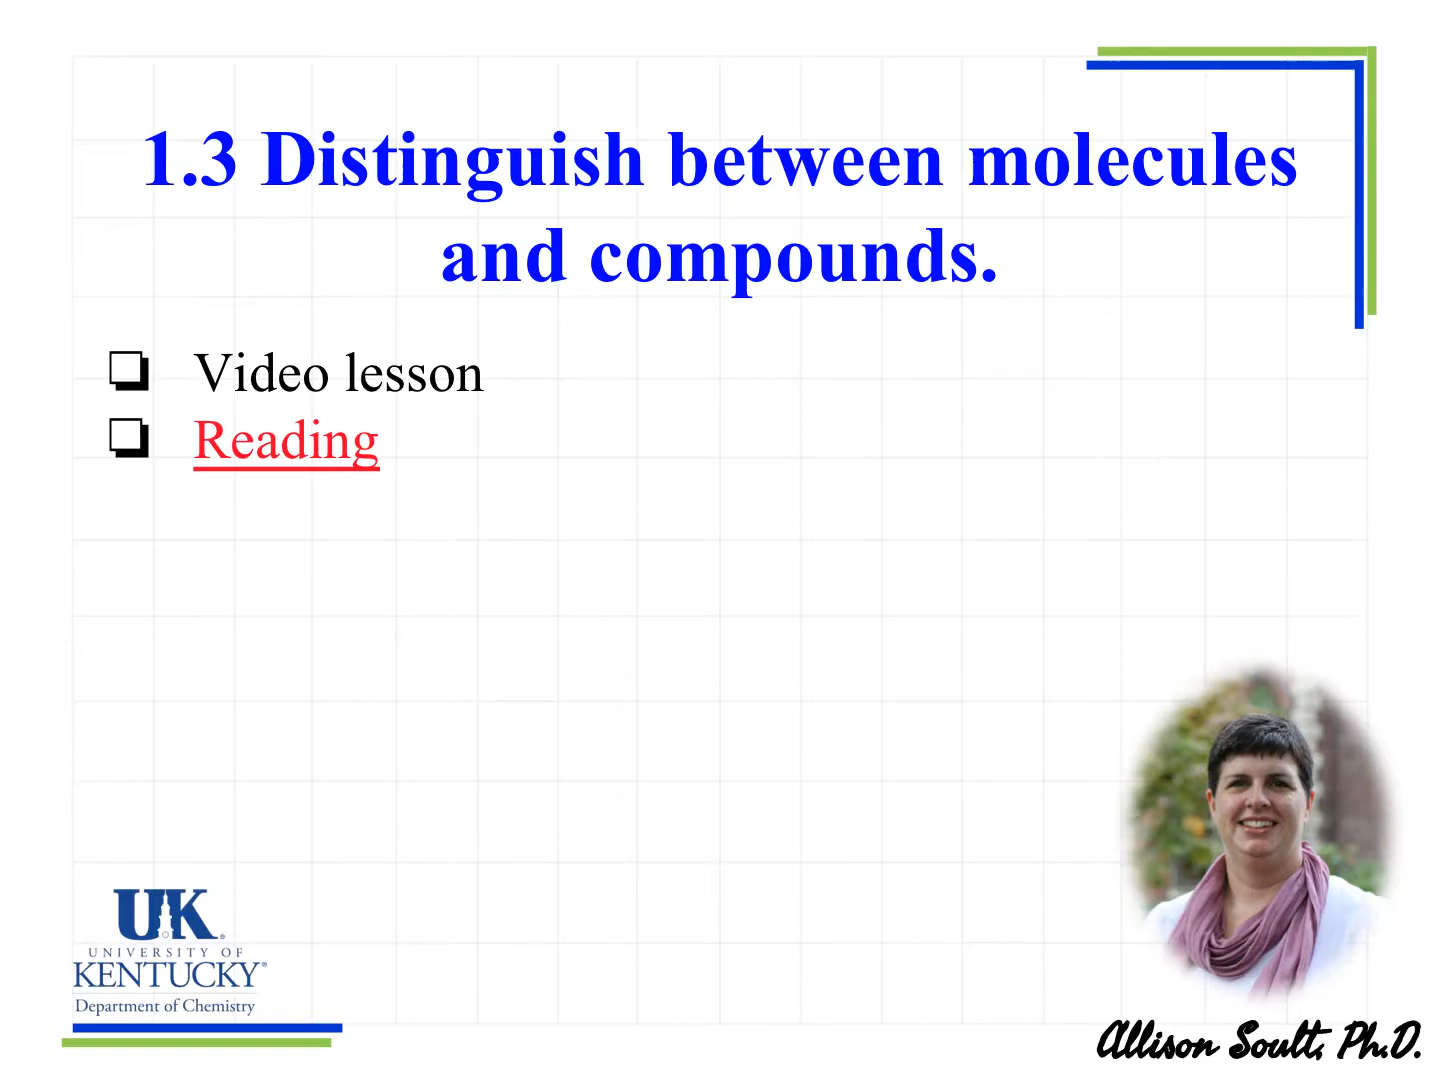 1.3 Distinguish between molecules
and compounds.
Video lesson
Reading
UK
UNIVERSITY OF
KENTUCKY®
Department of Chemistry
Allison Soult, Ph.D.